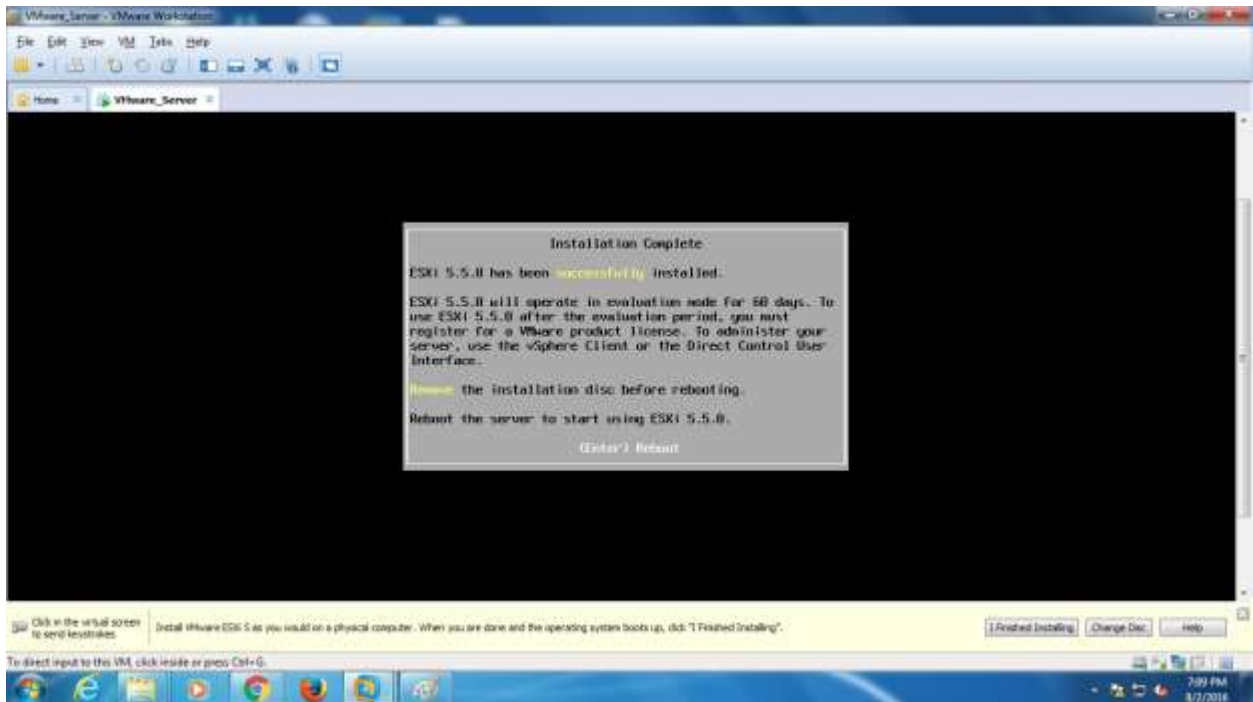 VMware_Server - VMware Workstation
File Edit View VM Tabs Help
Home VMware_Server
Installation Complete
ESXi 5.5.0 has been successfully installed.
ESXi 5.5.0 will operate in evaluation mode for 60 days. To
use ESXi 5.5.0 after the evaluation period, you must
register for a VMware product license. To administer your
server, use the vSphere Client or the Direct Control User
Interface.
Remove the installation disc before rebooting.
Reboot the server to start using ESXi 5.5.0.
(Enter) Reboot
Click in the virtual screen
to send keystrokes
Install VMware ESXi 5 as you would on a physical computer. When you are done and the operating system boots up, click "I Finished Installing".
I Finished Installing Change Disc Help
To direct input to this VM, click inside or press Ctrl+G.
7:09 PM
8/2/2016